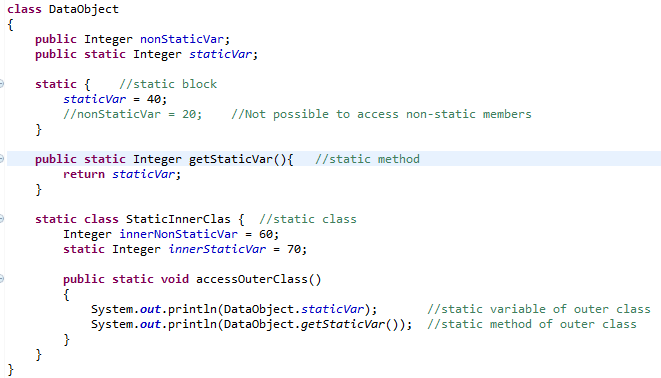 class DataObject
{
    public Integer nonStaticVar;
    public static Integer staticVar;
    static {    //static block
        staticVar = 40;
        //nonStaticVar = 20;    //Not possible to access non-static members
    }
    public static Integer getStaticVar(){   //static method
        return staticVar;
    }
    static class StaticInnerClas {  //static class
        Integer innerNonStaticVar = 60;
        static Integer innerStaticVar = 70;
        public static void accessOuterClass()
        {
            System.out.println(DataObject.staticVar);       //static variable of outer class
            System.out.println(DataObject.getStaticVar());  //static method of outer class
        }
    }
}